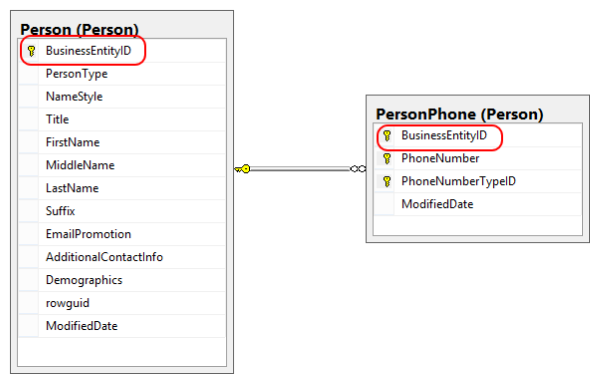 Person (Person)
BusinessEntityID
PersonType
NameStyle
Title
FirstName
MiddleName
LastName
Suffix
EmailPromotion
AdditionalContactInfo
Demographics
rowguid
ModifiedDate
PersonPhone (Person)
BusinessEntityID
PhoneNumber
PhoneNumberTypeID
ModifiedDate